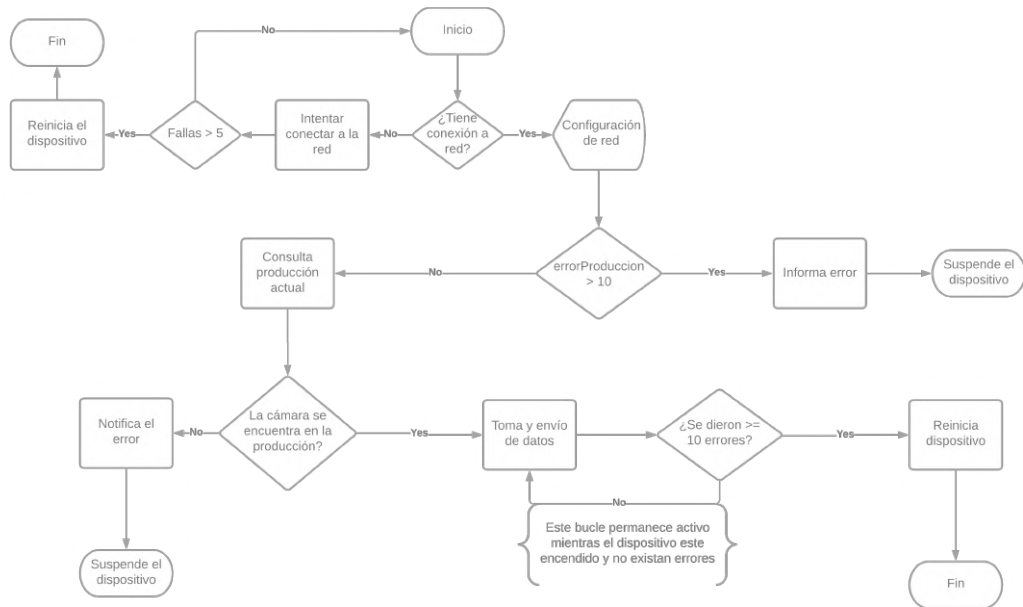 Fin
No
Inicio
Reinicia el
dispositivo
Yes
Fallas > 5
Intentar
conectar a la
red
No
¿Tiene
conexión a
red?
Yes
Configuración
de red
Consulta
producción
actual
No
errorProduccion
> 10
Yes
Informa error
Suspende el
dispositivo
Notifica el
error
No
La cámara se
encuentra en la
producción?
Yes
Toma y envío
de datos
¿Se dieron >=
10 errores?
Yes
Reinicia
dispositivo
No
Este bucle permanece activo
mientras el dispositivo este
encendido y no existan errores
Suspende el
dispositivo
Fin